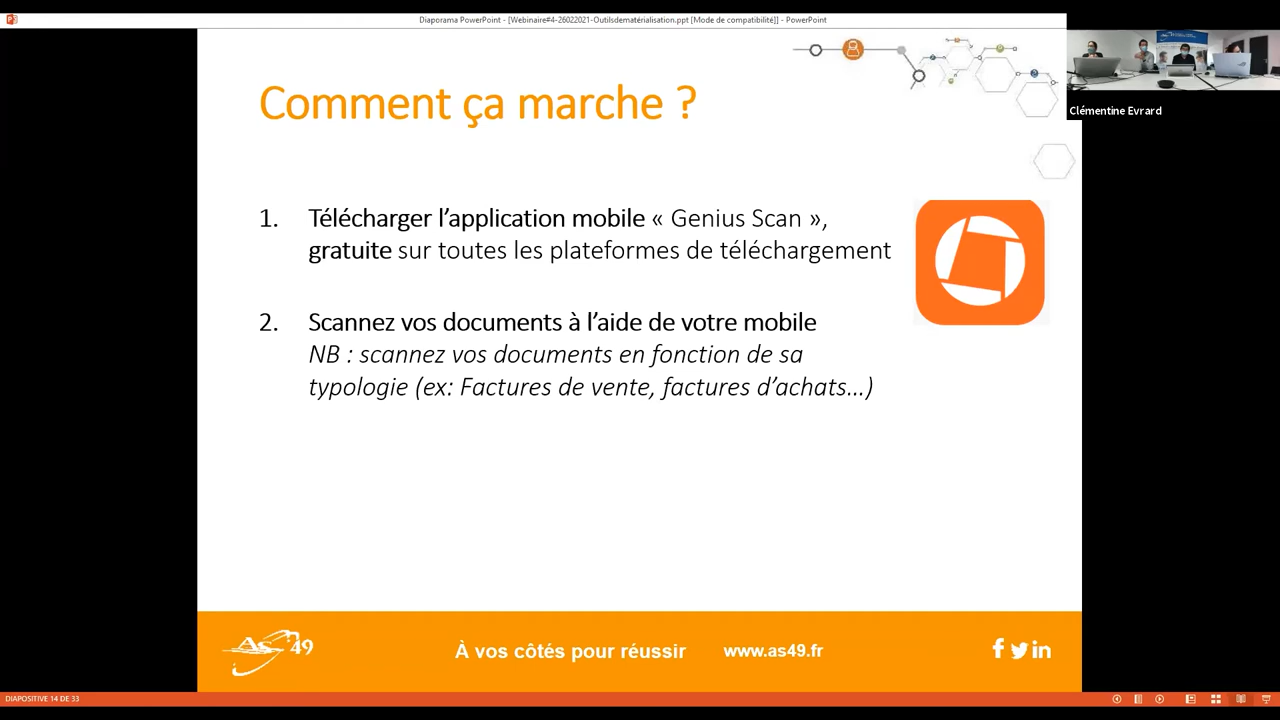 Diaporama PowerPoint - [Webinaire#4-26022021-Outilsdematérialisation.ppt [Mode de compatibilité]] - PowerPoint
Clémentine Evrard
Comment ça marche ?
1. Télécharger l’application mobile « Genius Scan »,
gratuite sur toutes les plateformes de téléchargement
2. Scannez vos documents à l’aide de votre mobile
NB : scannez vos documents en fonction de sa
typologie (ex: Factures de vente, factures d’achats…)
As 49
À vos côtés pour réussir
www.as49.fr
DIAPOSITIVE 14 DE 33